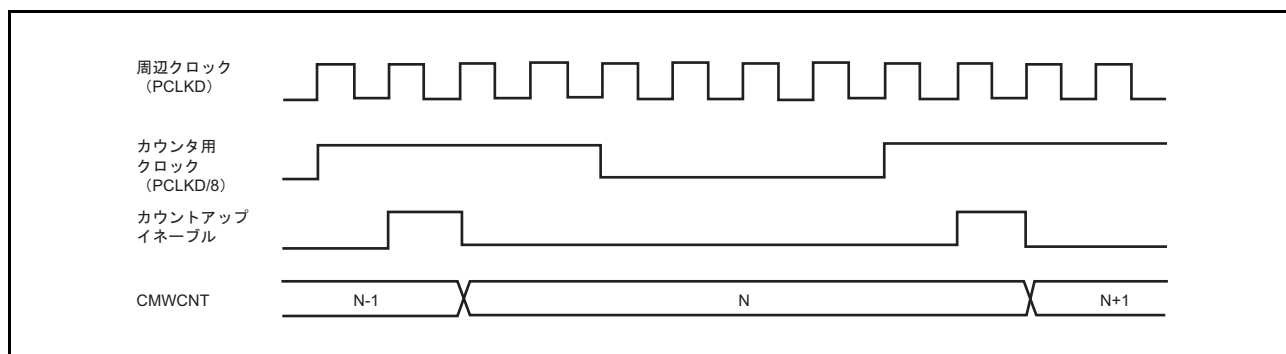 周辺クロック
（PCLKD）
カウンタ用
クロック
（PCLKD/8）
カウントアップ
イネーブル
CMWCNT
N-1
N
N+1